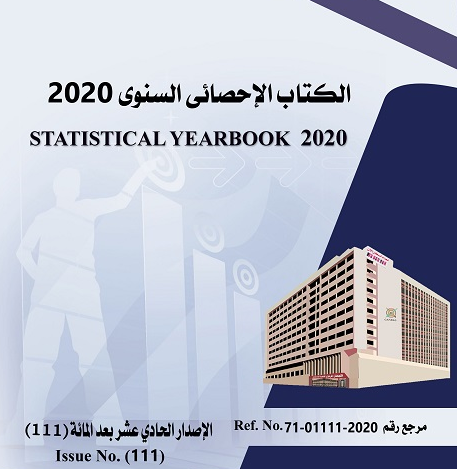 الكتاب الإحصائى السنوى 2020
STATISTICAL YEARBOOK 2020
الإصدار الحادي عشر بعد المائة (111)
Issue No. (111)
مرجع رقم 2020-01111-71 Ref. No.